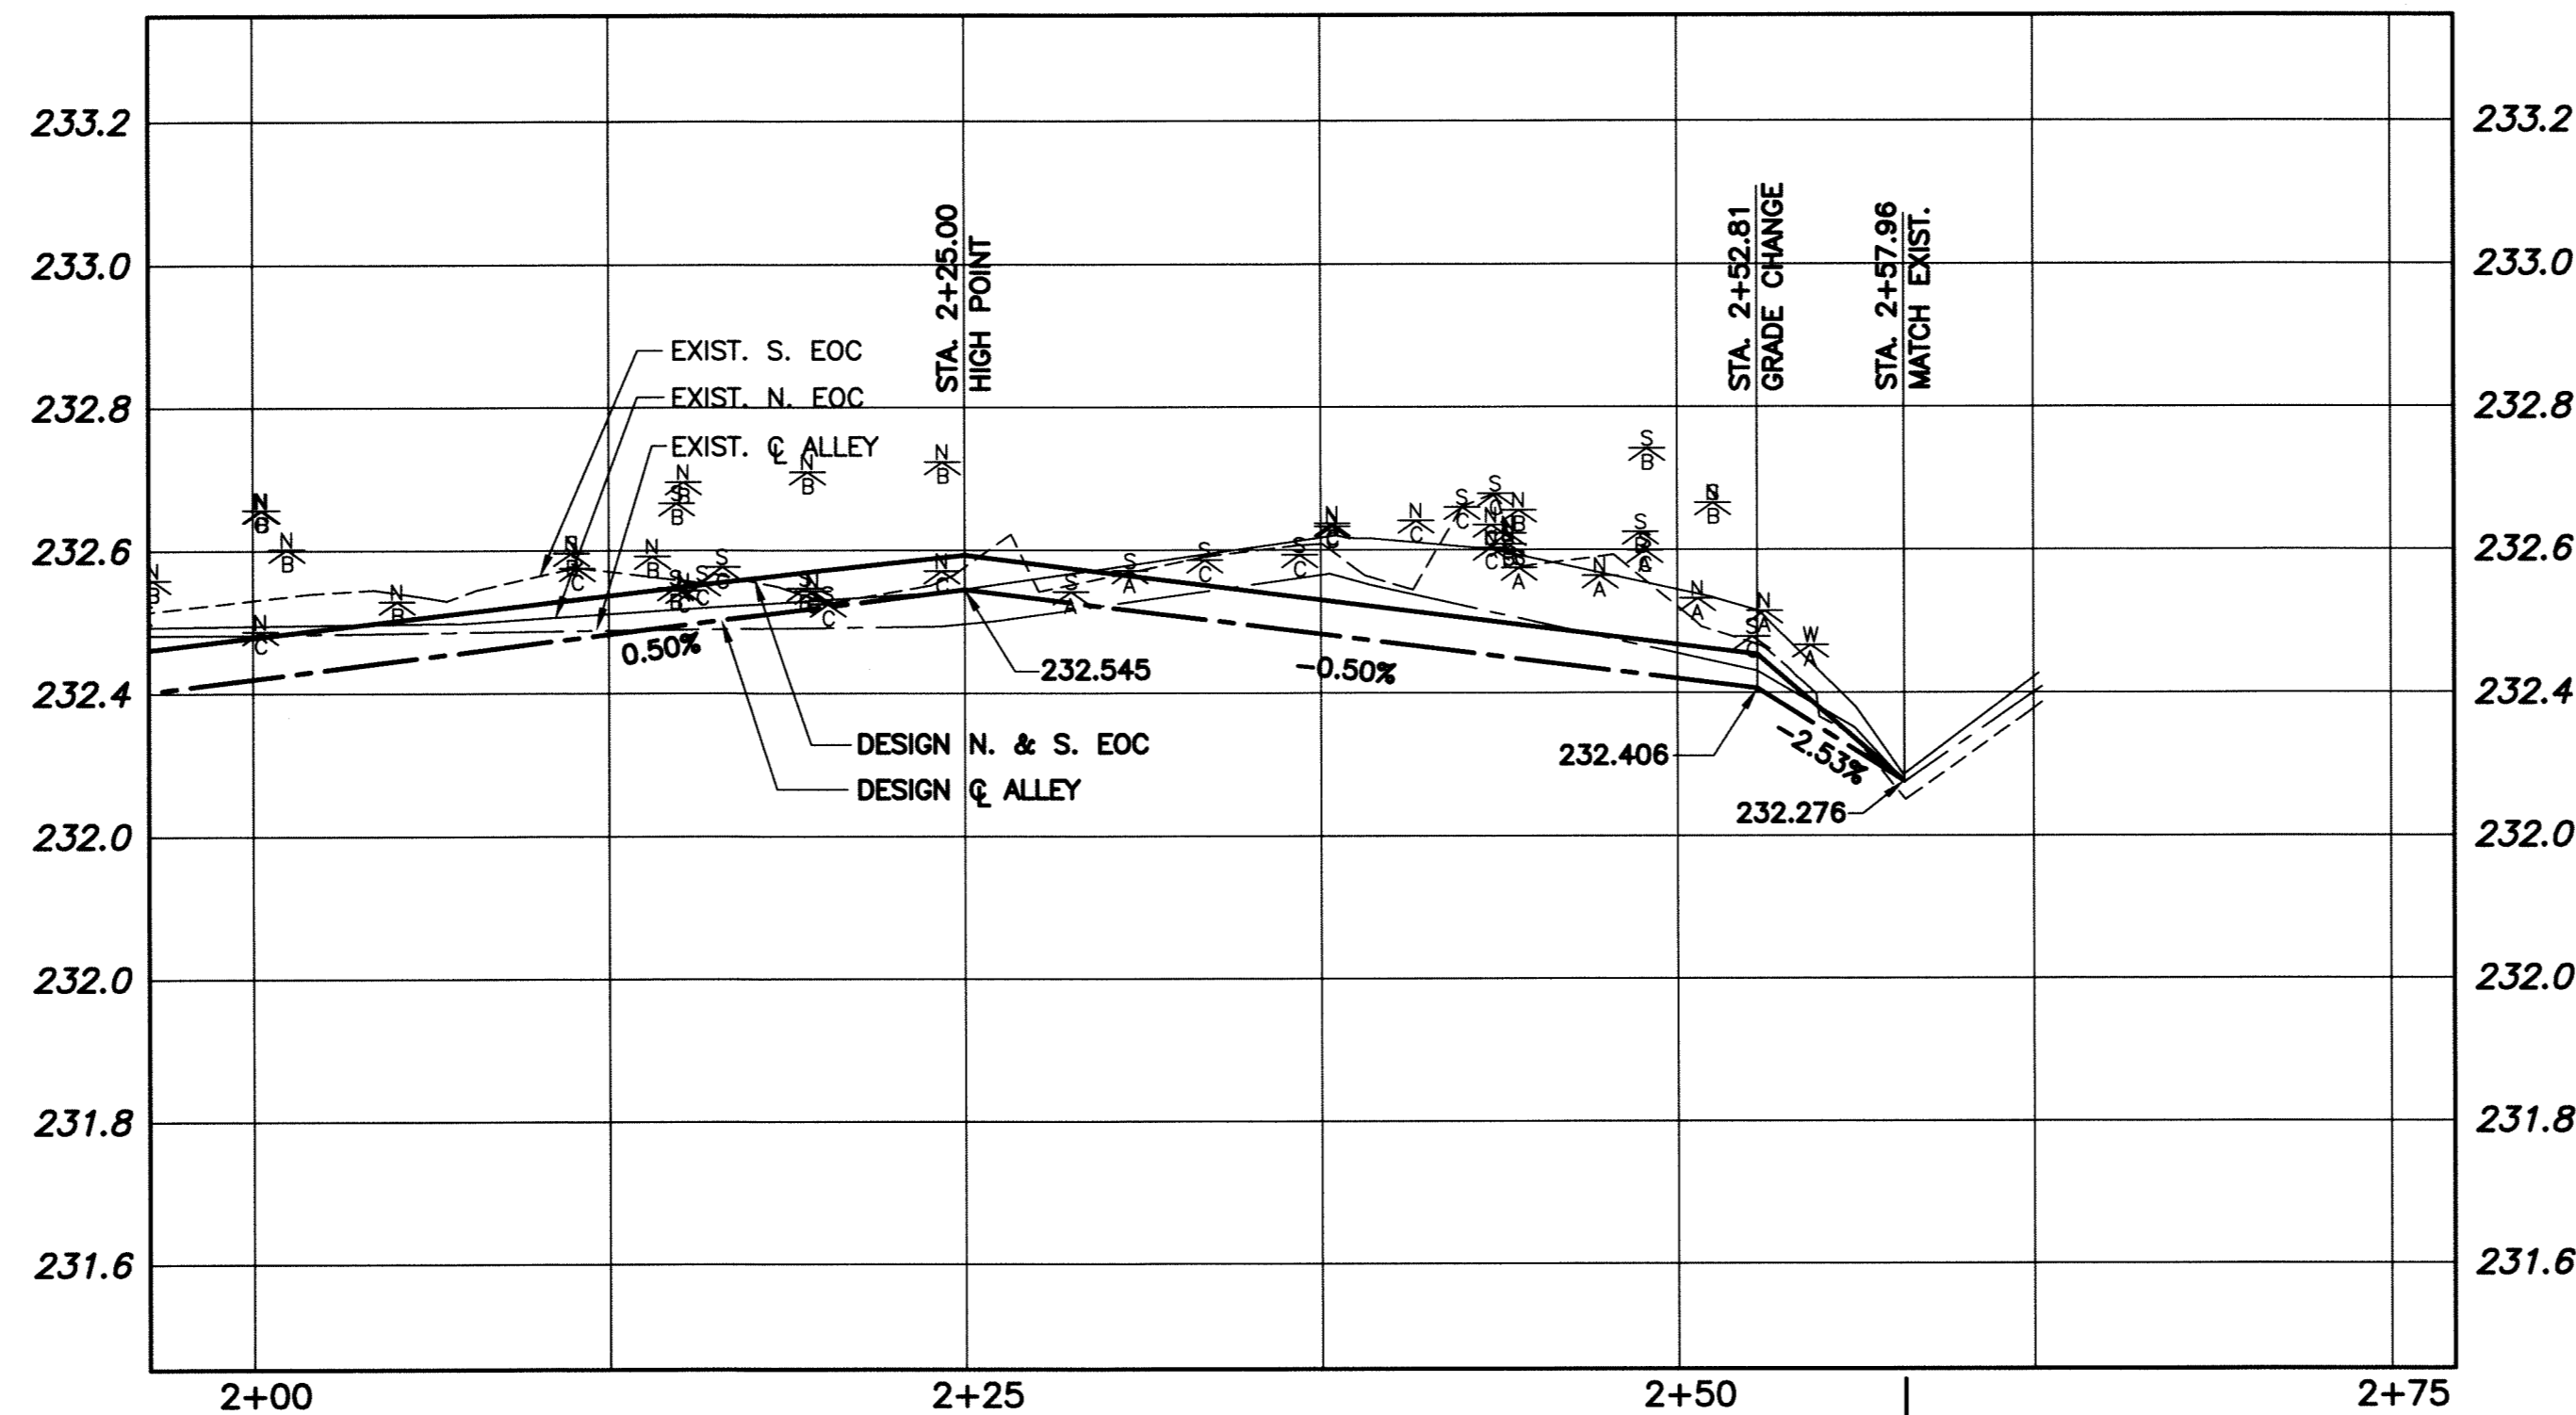 233.2
233.2
233.0
233.0
STA. 2+25.00
HIGH POINT
STA. 2+52.81
GRADE CHANGE
STA. 2+57.96
MATCH EXIST.
EXIST. S. EOC
EXIST. N. EOC
EXIST. ℄ ALLEY
232.8
232.8
232.6
232.6
0.50%
232.545
-0.50%
232.4
232.4
DESIGN N. & S. EOC
DESIGN ℄ ALLEY
232.406
-2.53%
232.276
232.0
232.0
232.0
232.0
231.8
231.8
231.6
231.6
2+00
2+25
2+50
2+75